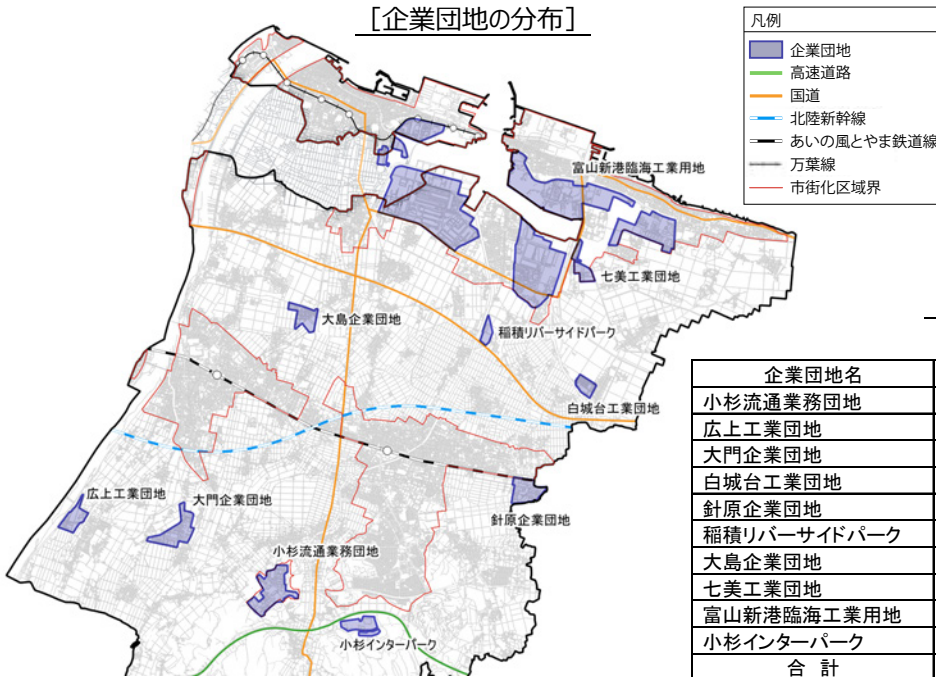 [企業団地の分布]
凡例
企業団地
高速道路
国道
北陸新幹線
あいの風とやま鉄道線
万葉線
市街化区域界
富山新港臨海工業用地
七美工業団地
大島企業団地
稲積リバーサイドパーク
白城台工業団地
広上工業団地
大門企業団地
針原企業団地
小杉流通業務団地
小杉インターパーク
企業団地名
小杉流通業務団地
広上工業団地
大門企業団地
白城台工業団地
針原企業団地
稲積リバーサイドパーク
大島企業団地
七美工業団地
富山新港臨海工業用地
小杉インターパーク
合 計